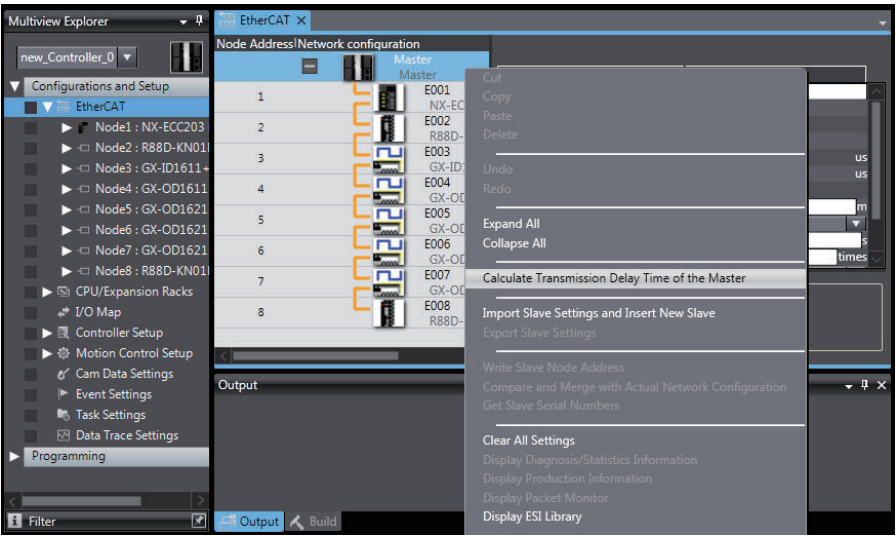 Multiview Explorer
new_Controller_0
Configurations and Setup
EtherCAT
Node1 : NX-ECC203
Node2 : R88D-KN01
Node3 : GX-ID1611+
Node4 : GX-OD1611
Node5 : GX-OD1621
Node6 : GX-OD1621
Node7 : GX-OD1621
Node8 : R88D-KN01
CPU/Expansion Racks
I/O Map
Controller Setup
Motion Control Setup
Cam Data Settings
Event Settings
Task Settings
Data Trace Settings
Programming
Filter
EtherCAT
Node Address Network configuration
Master
Master
1
E001
NX-EC
2
E002
R88D-
3
E003
GX-ID
4
E004
GX-OD
5
E005
GX-OD
6
E006
GX-OD
7
E007
GX-OD
8
E008
R88D-
Cut
Copy
Paste
Delete
Undo
Redo
Expand All
Collapse All
Calculate Transmission Delay Time of the Master
Import Slave Settings and Insert New Slave
Export Slave Settings
Write Slave Node Address
Compare and Merge with Actual Network Configuration
Get Slave Serial Numbers
Clear All Settings
Display Diagnosis/Statistics Information
Display Production Information
Display Packet Monitor
Display ESI Library
us
us
m
s
times
Output
Output
Build